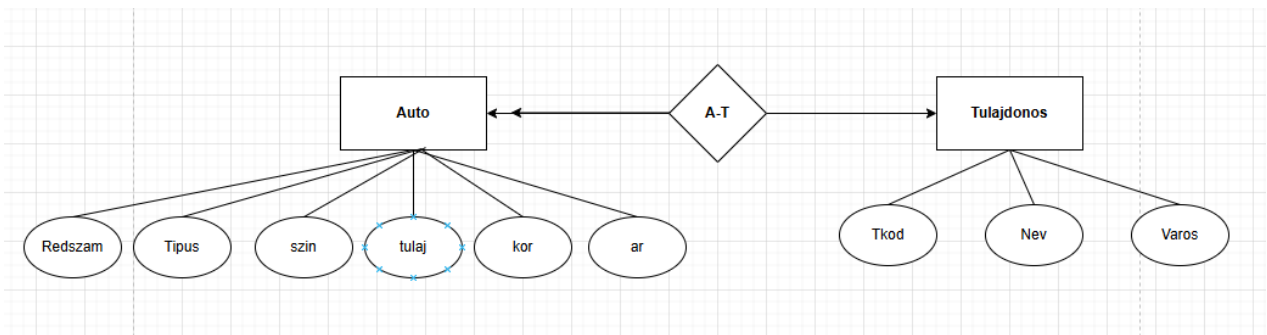 Auto
A-T
Tulajdonos
Redszam
Tipus
szin
tulaj
kor
ar
Tkod
Nev
Varos